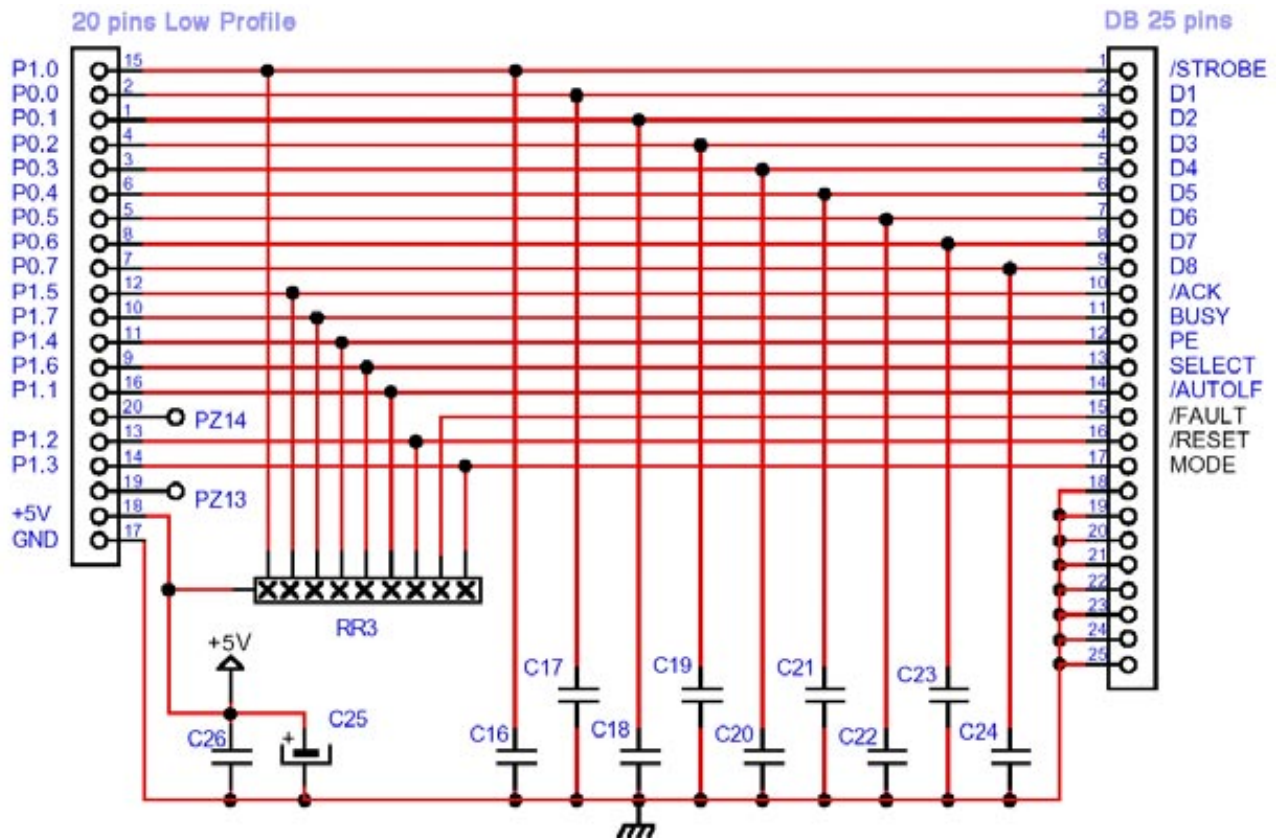 20 pins Low Profile DB 25 pins
P1.0 15 1 /STROBE
P0.0 2 2 D1
P0.1 1 3 D2
P0.2 4 4 D3
P0.3 3 5 D4
P0.4 6 6 D5
P0.5 5 7 D6
P0.6 8 8 D7
P0.7 7 9 D8
P1.5 12 10 /ACK
P1.7 10 11 BUSY
P1.4 11 12 PE
P1.6 9 13 SELECT
P1.1 16 14 /AUTOLF
20 PZ14 15 /FAULT
P1.2 13 16 /RESET
P1.3 14 17 MODE
19 PZ13 18
+5V 18 19
GND 17 20
21
22
23
24
25
RR3
+5V
C17 C19 C21 C23
C26 + C25 C16 C18 C20 C22 C24